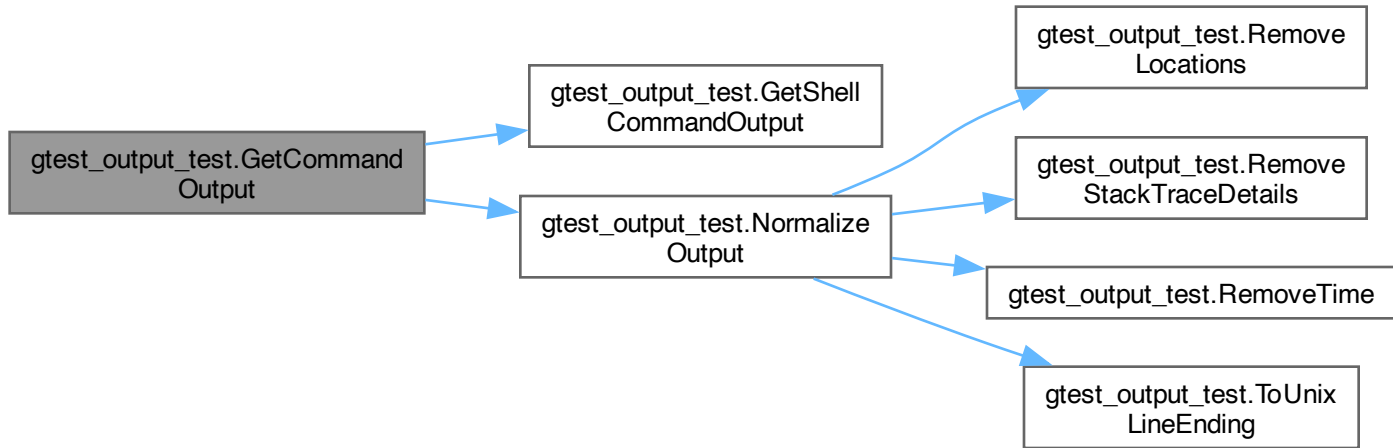 gtest_output_test.GetCommand
Output
gtest_output_test.GetShell
CommandOutput
gtest_output_test.Normalize
Output
gtest_output_test.Remove
Locations
gtest_output_test.Remove
StackTraceDetails
gtest_output_test.RemoveTime
gtest_output_test.ToUnix
LineEnding